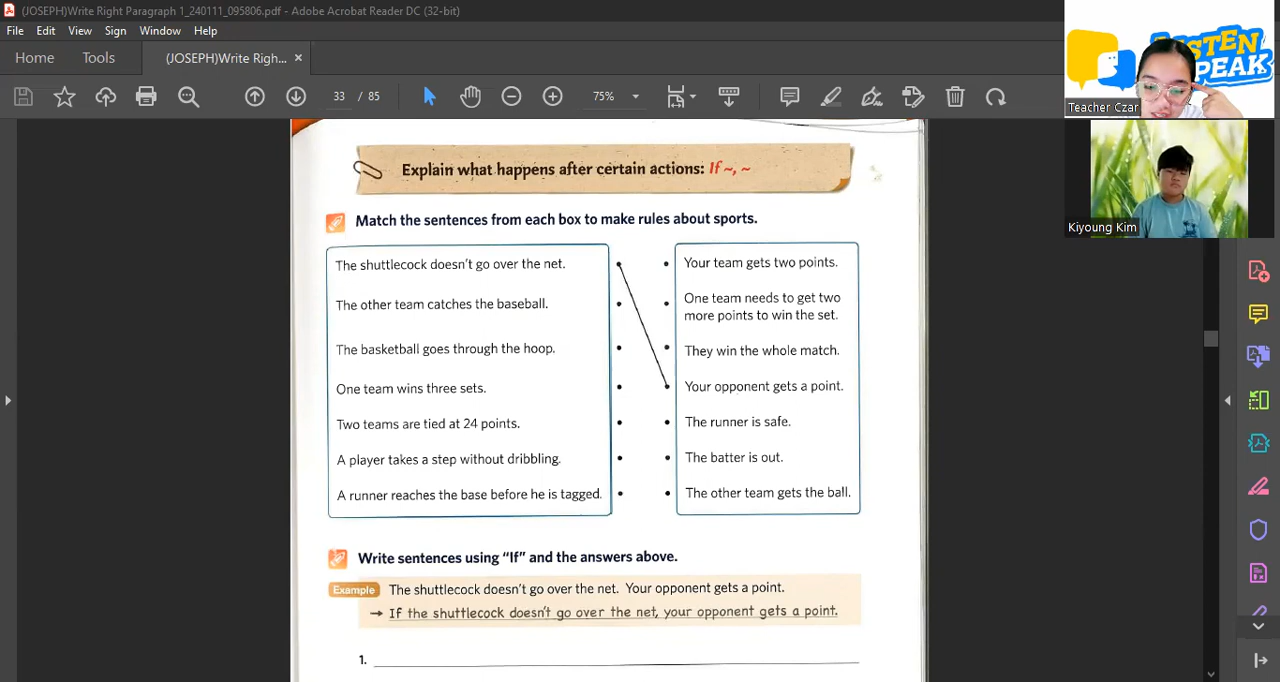 (JOSEPH)Write Right Paragraph 1_240111_095806.pdf - Adobe Acrobat Reader DC (32-bit)
File Edit View Sign Window Help
Home Tools (JOSEPH)Write Righ... ×
33 / 85 75%
LISTEN
SPEAK
Teacher Czar
Kiyoung Kim
Explain what happens after certain actions: If ~, ~
Match the sentences from each box to make rules about sports.
The shuttlecock doesn't go over the net.
The other team catches the baseball.
The basketball goes through the hoop.
One team wins three sets.
Two teams are tied at 24 points.
A player takes a step without dribbling.
A runner reaches the base before he is tagged.
Your team gets two points.
One team needs to get two
more points to win the set.
They win the whole match.
Your opponent gets a point.
The runner is safe.
The batter is out.
The other team gets the ball.
Write sentences using "If" and the answers above.
Example The shuttlecock doesn't go over the net. Your opponent gets a point.
→ If the shuttlecock doesn't go over the net, your opponent gets a point.
1.